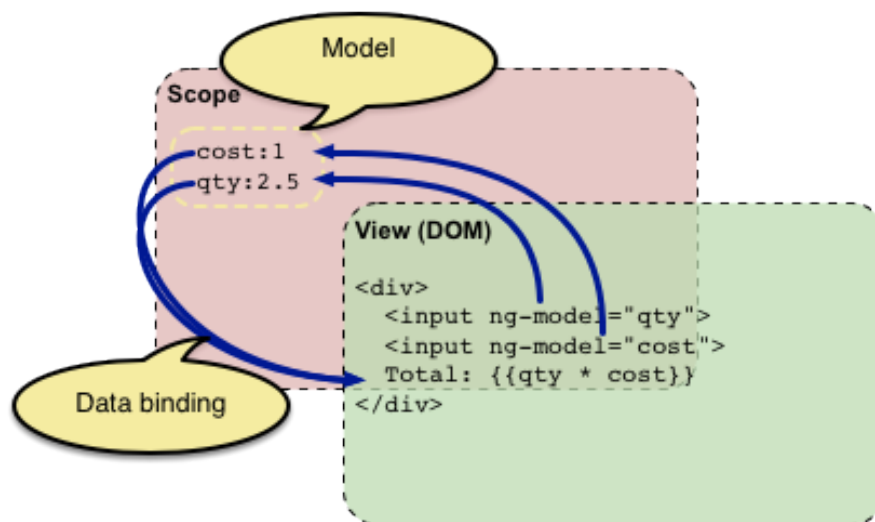 Model
Scope
cost:1
qty:2.5
View (DOM)
<div>
  <input ng-model="qty">
  <input ng-model="cost">
  Total: {{qty * cost}}
</div>
Data binding